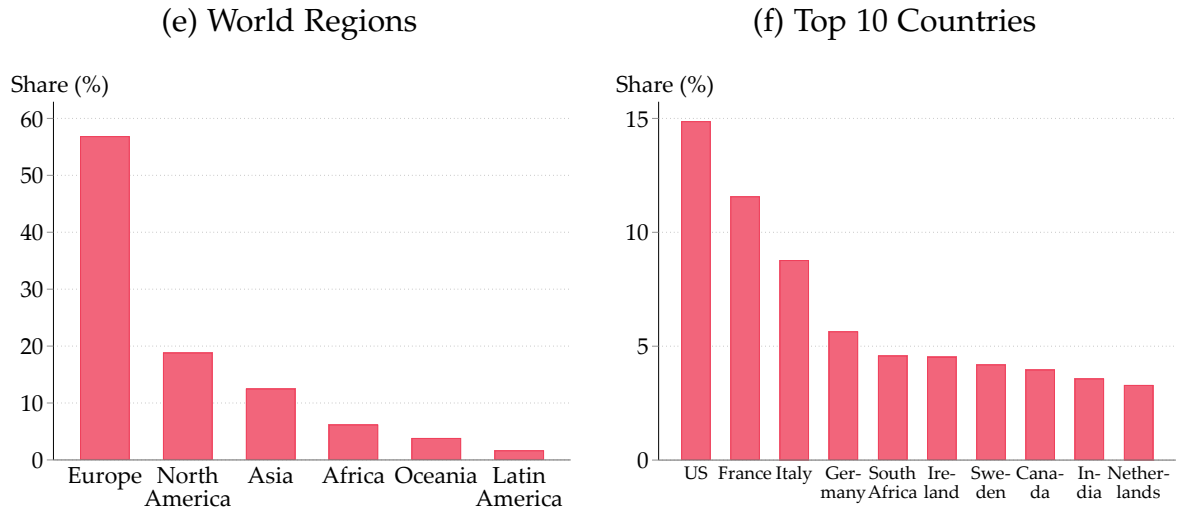 (e) World Regions
Share (%)
60
50
40
30
20
10
0
Europe North Asia Africa Oceania Latin
America America
(f) Top 10 Countries
Share (%)
15
10
5
0
US France Italy Ger- South Ire- Swe- Cana- In- Nether-
many Africa land den da dia lands